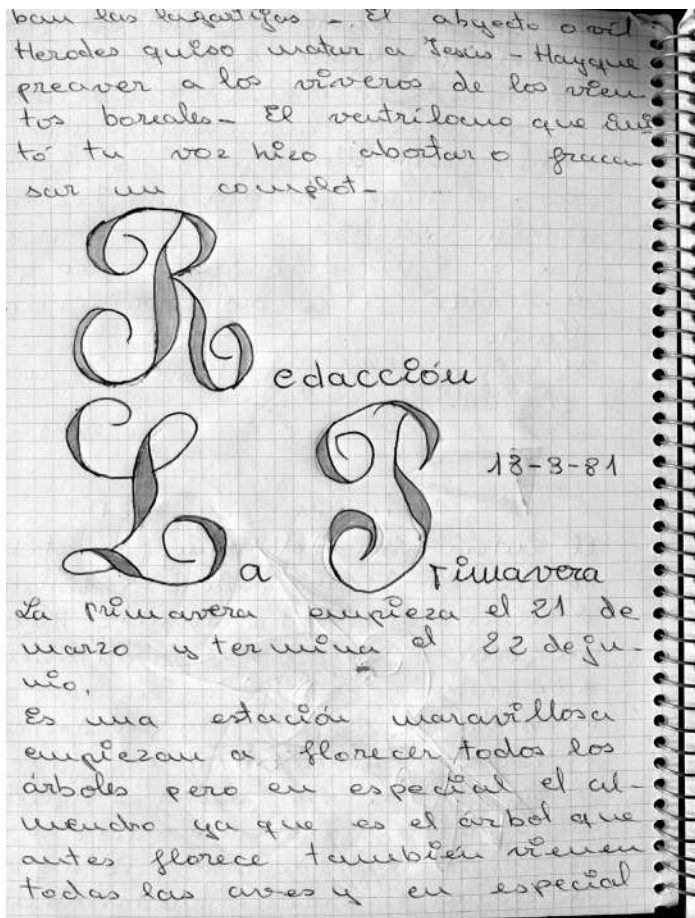 ban las lagartijas - El abyecto o vil
Herodes quiso matar a Jesús - Hay que
precaver a los viveros de los vien
tos boreales - El ventrílocuo que imi
tó tu voz hizo abortar o fraca
sar un complot -
Redacción
La Primavera
18-3-81
La primavera empieza el 21 de
marzo y termina el 22 de ju-
nio.
Es una estación maravillosa
empiezan a florecer todos los
árboles pero en especial el al-
mendro ya que es el árbol que
antes florece también vienen
todas las aves y en especial